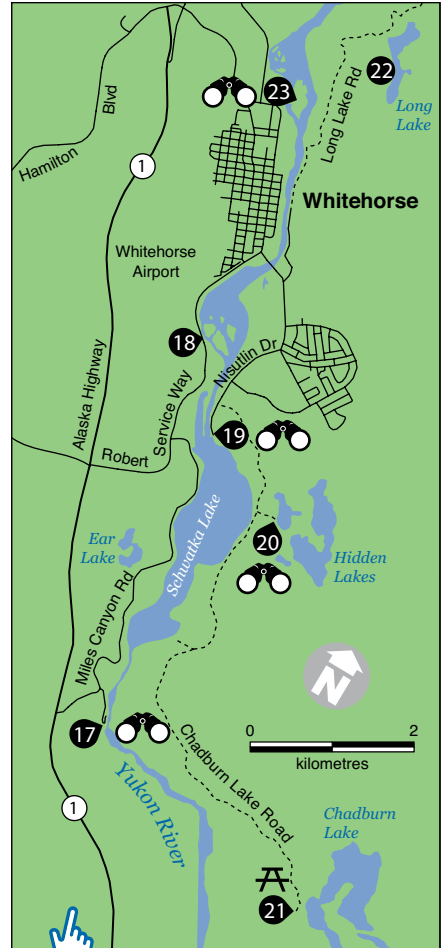 22
23
Long
Lake
Long Lake Rd
Blvd
Hamilton
1
Whitehorse
Whitehorse
Airport
18
Nisutlin Dr
Alaska Highway
Service Way
19
Robert
Schwatka Lake
Ear
Lake
20
Hidden
Lakes
Miles Canyon Rd
N
17
0
2
kilometres
Chadburn Lake Road
Yukon River
1
Chadburn
Lake
21